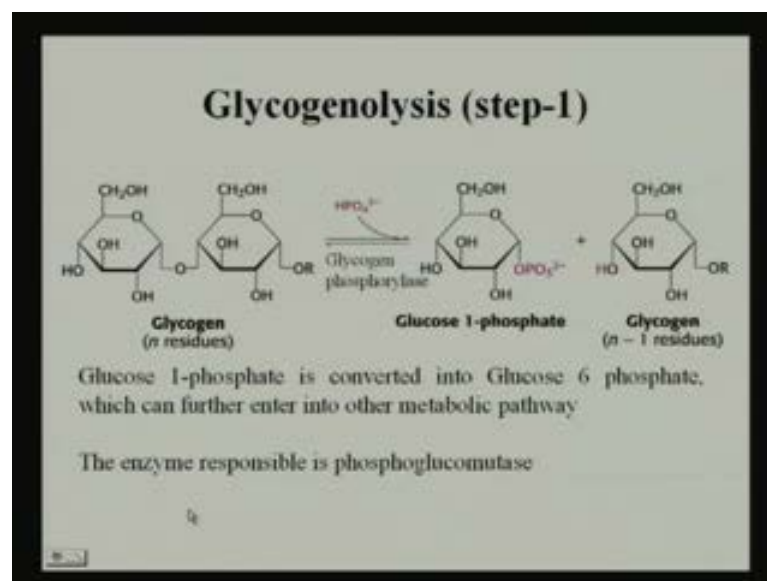 Glycogenolysis (step-1)
CH₂OH CH₂OH HPO₄²⁻ CH₂OH CH₂OH
O O O O
OH OH OH + OH
HO O OR Glycogen HO OPO₃²⁻ HO OR
phosphorylase
OH OH OH OH
Glycogen Glucose 1-phosphate Glycogen
(n residues) (n – 1 residues)
Glucose 1-phosphate is converted into Glucose 6 phosphate,
which can further enter into other metabolic pathway
The enzyme responsible is phosphoglucomutase